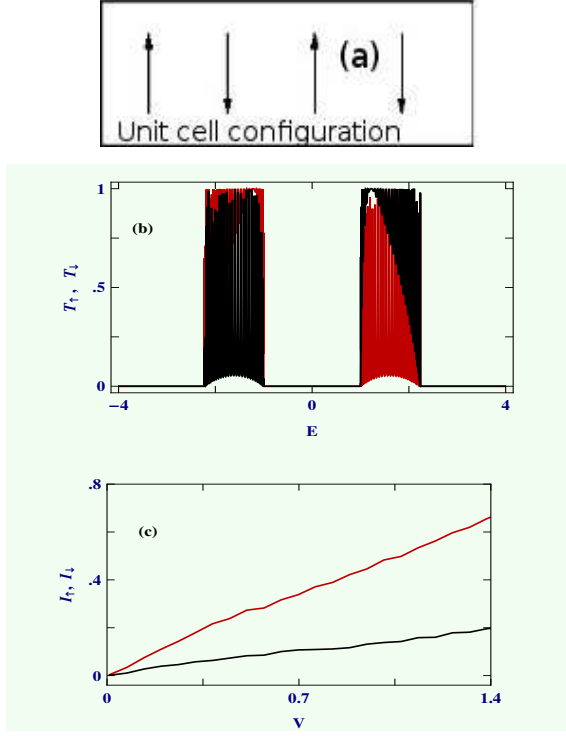 (a)
Unit cell configuration
(b)
T↑, T↓
1
.5
0
−4
0
4
E
(c)
I↑, I↓
.8
.4
0
0
0.7
1.4
V